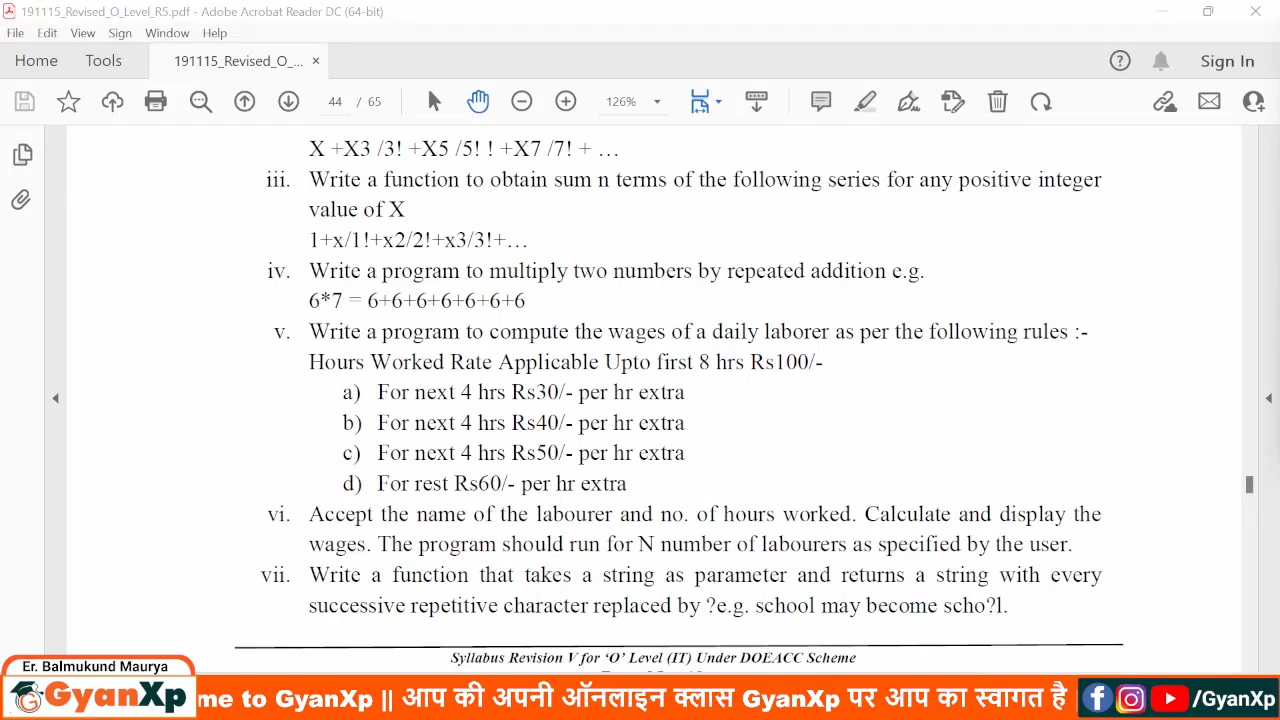 191115_Revised_O_Level_R5.pdf - Adobe Acrobat Reader DC (64-bit)
File Edit View Sign Window Help
Home Tools 191115_Revised_O_... × Sign In
44 / 65 126%
X +X3 /3! +X5 /5! ! +X7 /7! + ...
iii. Write a function to obtain sum n terms of the following series for any positive integer
value of X
1+x/1!+x2/2!+x3/3!+...
iv. Write a program to multiply two numbers by repeated addition e.g.
6*7 = 6+6+6+6+6+6+6
v. Write a program to compute the wages of a daily laborer as per the following rules :-
Hours Worked Rate Applicable Upto first 8 hrs Rs100/-
a) For next 4 hrs Rs30/- per hr extra
b) For next 4 hrs Rs40/- per hr extra
c) For next 4 hrs Rs50/- per hr extra
d) For rest Rs60/- per hr extra
vi. Accept the name of the labourer and no. of hours worked. Calculate and display the
wages. The program should run for N number of labourers as specified by the user.
vii. Write a function that takes a string as parameter and returns a string with every
successive repetitive character replaced by ?e.g. school may become scho?l.
Syllabus Revision V for ‘O’ Level (IT) Under DOEACC Scheme
Er. Balmukund Maurya
GyanXp me to GyanXp || आप की अपनी ऑनलाइन क्लास GyanXp पर आप का स्वागत है /GyanXp